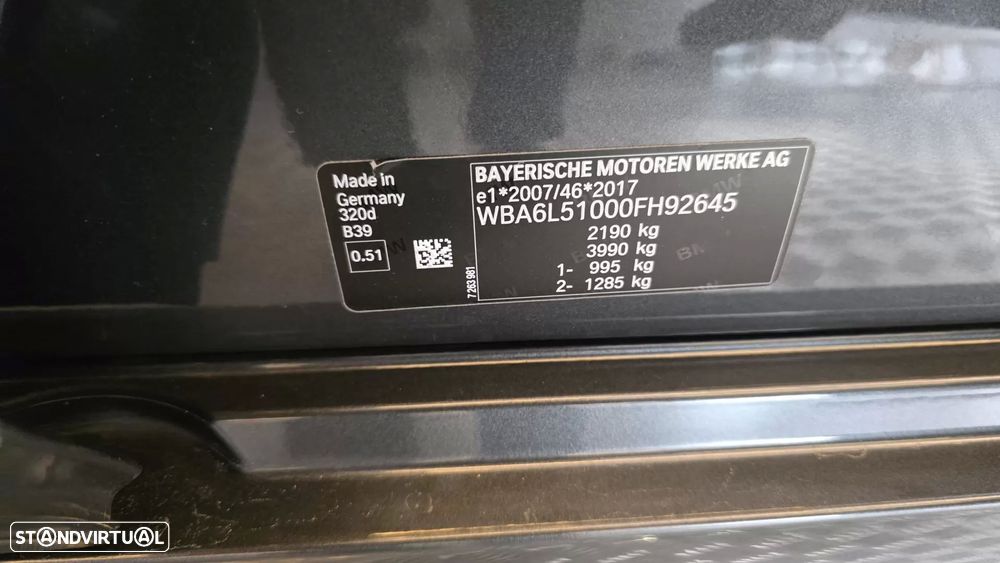 Made in
Germany
320d
B39
0.51
7 263 981
BAYERISCHE MOTOREN WERKE AG
e1*2007/46*2017
WBA6L51000FH92645
2190 kg
3990 kg
1- 995 kg
2- 1285 kg
STANDVIRTUAL